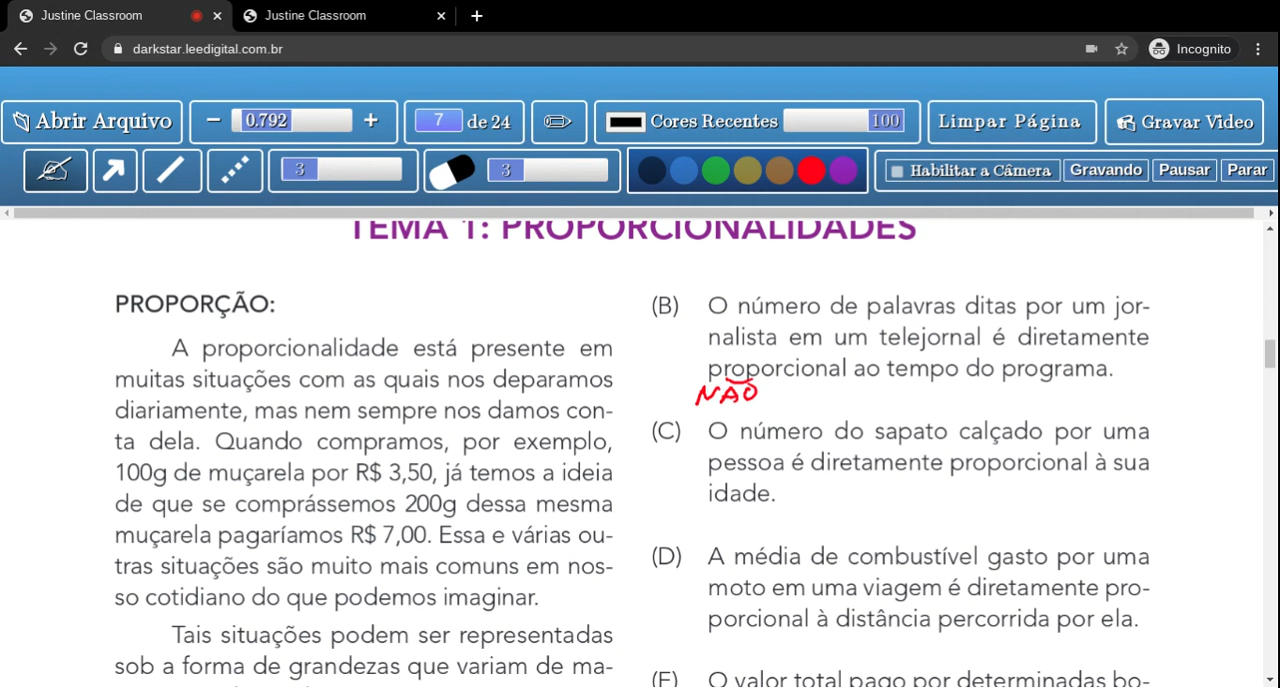 Justine Classroom
Justine Classroom
darkstar.leedigital.com.br
Incognito
Abrir Arquivo
0.792
7 de 24
Cores Recentes
100
Limpar Página
Gravar Video
3
3
Habilitar a Câmera
Gravando
Pausar
Parar
TEMA 1: PROPORCIONALIDADES
PROPORÇÃO:
A proporcionalidade está presente em
muitas situações com as quais nos deparamos
diariamente, mas nem sempre nos damos con-
ta dela. Quando compramos, por exemplo,
100g de muçarela por R$ 3,50, já temos a ideia
de que se comprássemos 200g dessa mesma
muçarela pagaríamos R$ 7,00. Essa e várias ou-
tras situações são muito mais comuns em nos-
so cotidiano do que podemos imaginar.
Tais situações podem ser representadas
sob a forma de grandezas que variam de ma-
(B) O número de palavras ditas por um jor-
nalista em um telejornal é diretamente
proporcional ao tempo do programa.
NÃO
(C) O número do sapato calçado por uma
pessoa é diretamente proporcional à sua
idade.
(D) A média de combustível gasto por uma
moto em uma viagem é diretamente pro-
porcional à distância percorrida por ela.
(E) O valor total pago por determinadas bo-